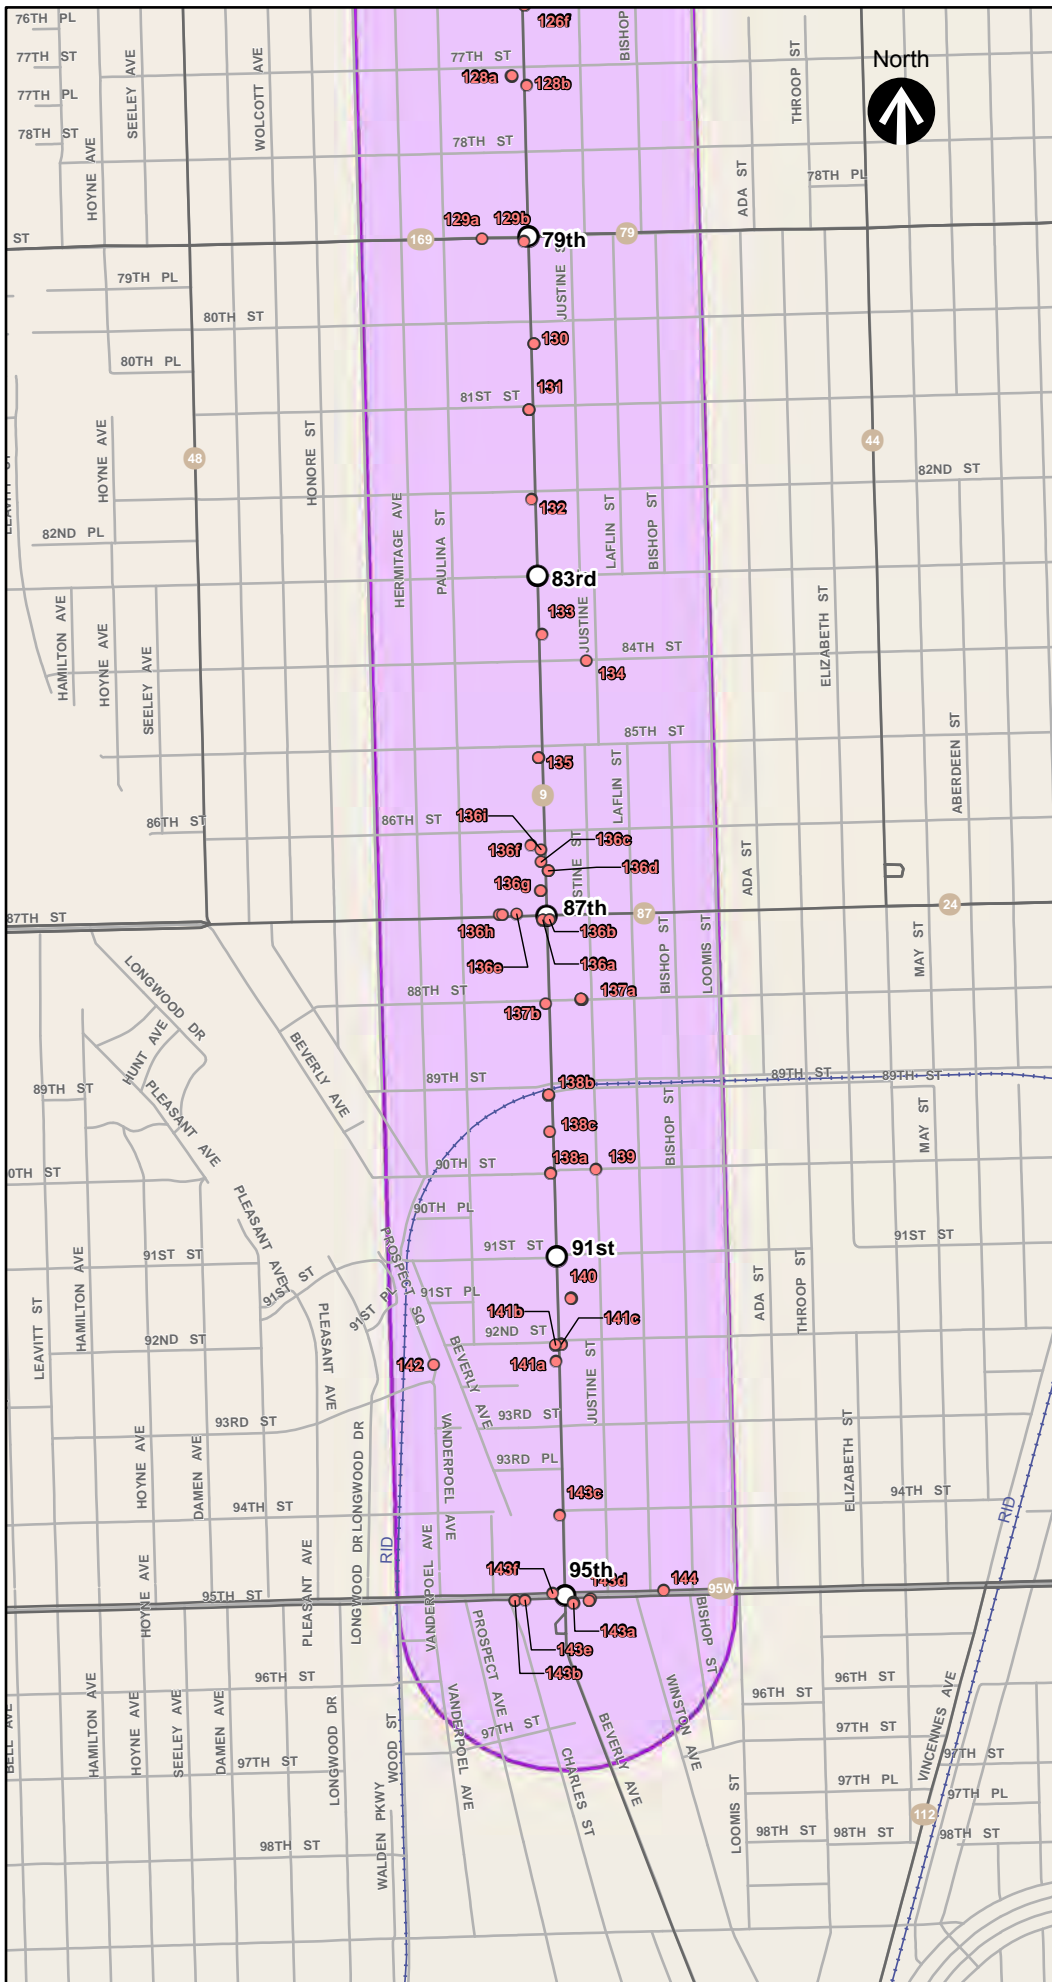 76TH PL
126f
BISHOP
77TH ST
SEELEY AVE
WOLCOTT AVE
77TH ST
THROOP ST
North
128a
128b
77TH PL
78TH ST
HOYNE AVE
78TH ST
ADA ST
78TH PL
129a
129b
ST
169
79th
79
79TH PL
JUSTINE S
80TH ST
130
80TH PL
131
81ST ST
HOYNE AVE
HONORE ST
48
44
82ND ST
LEAVITT ST
HERMITAGE AVE
PAULINA ST
132
LAFLIN ST
BISHOP ST
82ND PL
83rd
HAMILTON AVE
HOYNE AVE
SEELEY AVE
133
JUSTINE
84TH ST
ELIZABETH ST
134
85TH ST
135
LAFLIN ST
ABERDEEN ST
9
136i
86TH ST
86TH ST
136f
136c
STINE ST
136d
ADA ST
136g
87TH ST
87th
87
24
136h
136b
BISHOP ST
LOOMIS ST
MAY ST
136e
136a
LONGWOOD DR
88TH ST
137a
137b
HUNT AVE
BEVERLY AVE
89TH ST
PLEASANT AVE
89TH ST
138b
89TH ST
89TH ST
138c
BISHOP ST
MAY ST
0TH ST
90TH ST
138a
139
PLEASANT AVE
90TH PL
91ST ST
91ST ST
91st
91ST ST
HAMILTON AVE
91ST ST
PROSPECT SQ
91ST PL
91ST PL
140
ADA ST
THROOP ST
LEAVITT ST
PLEASANT AVE
141b
141c
92ND ST
92ND ST
142
BEVERLY AVE
141a
JUSTINE ST
93RD ST
93RD ST
HOYNE AVE
DAMEN AVE
LONGWOOD DR
VANDERPOEL AVE
93RD PL
ELIZABETH ST
94TH ST
143c
94TH ST
RID
RID
LONGWOOD DR
PLEASANT AVE
VANDERPOEL AVE
HOYNE AVE
143f
95th
143d
144
95W
95TH ST
BISHOP ST
PROSPECT AVE
143a
143e
143b
96TH ST
96TH ST
96TH ST
HAMILTON AVE
HOYNE AVE
SEELEY AVE
DAMEN AVE
LONGWOOD DR
BELL AVE
WOOD ST
VANDERPOEL AVE
97TH ST
WINSTON AVE
BEVERLY AVE
VINCENNES AVE
97TH ST
97TH ST
97TH ST
CHARLES ST
97TH PL
97TH PL
WALDEN PKWY
LOOMIS ST
112
98TH ST
98TH ST
98TH ST
98TH ST